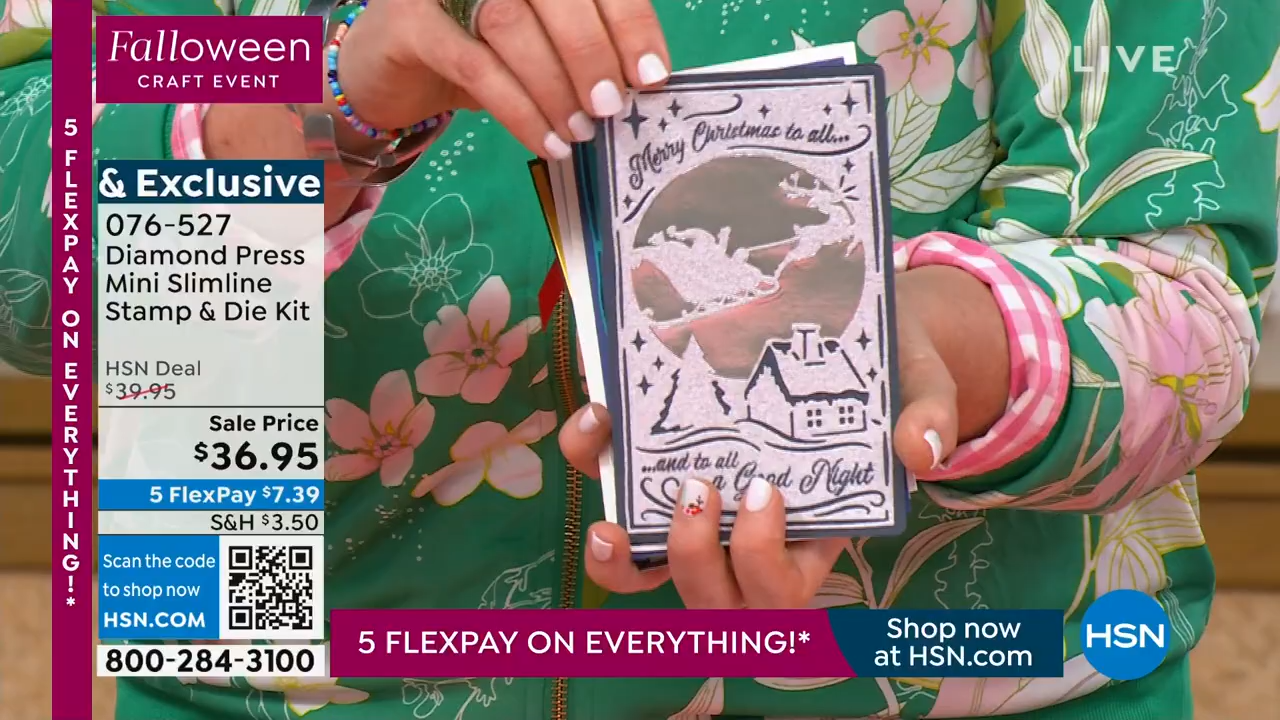 5 FLEXPAY ON EVERYTHING!*
Falloween
CRAFT EVENT
LIVE
& Exclusive
076-527
Diamond Press
Mini Slimline
Stamp & Die Kit
HSN Deal
$39.95
Sale Price
$36.95
5 FlexPay $7.39
S&H $3.50
Scan the code
to shop now
HSN.COM
800-284-3100
Merry Christmas to all...
...and to all
a Good Night
5 FLEXPAY ON EVERYTHING!*
Shop now
at HSN.com
HSN